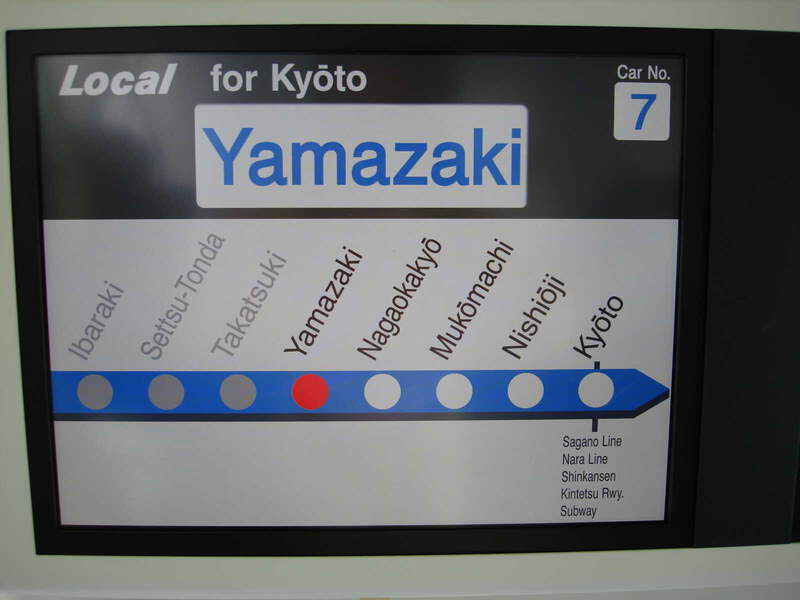 Local for Kyōto
Car No.
7
Yamazaki
Ibaraki
Settsu-Tonda
Takatsuki
Yamazaki
Nagaokakyō
Mukōmachi
Nishiōji
Kyōto
Sagano Line
Nara Line
Shinkansen
Kintetsu Rwy.
Subway